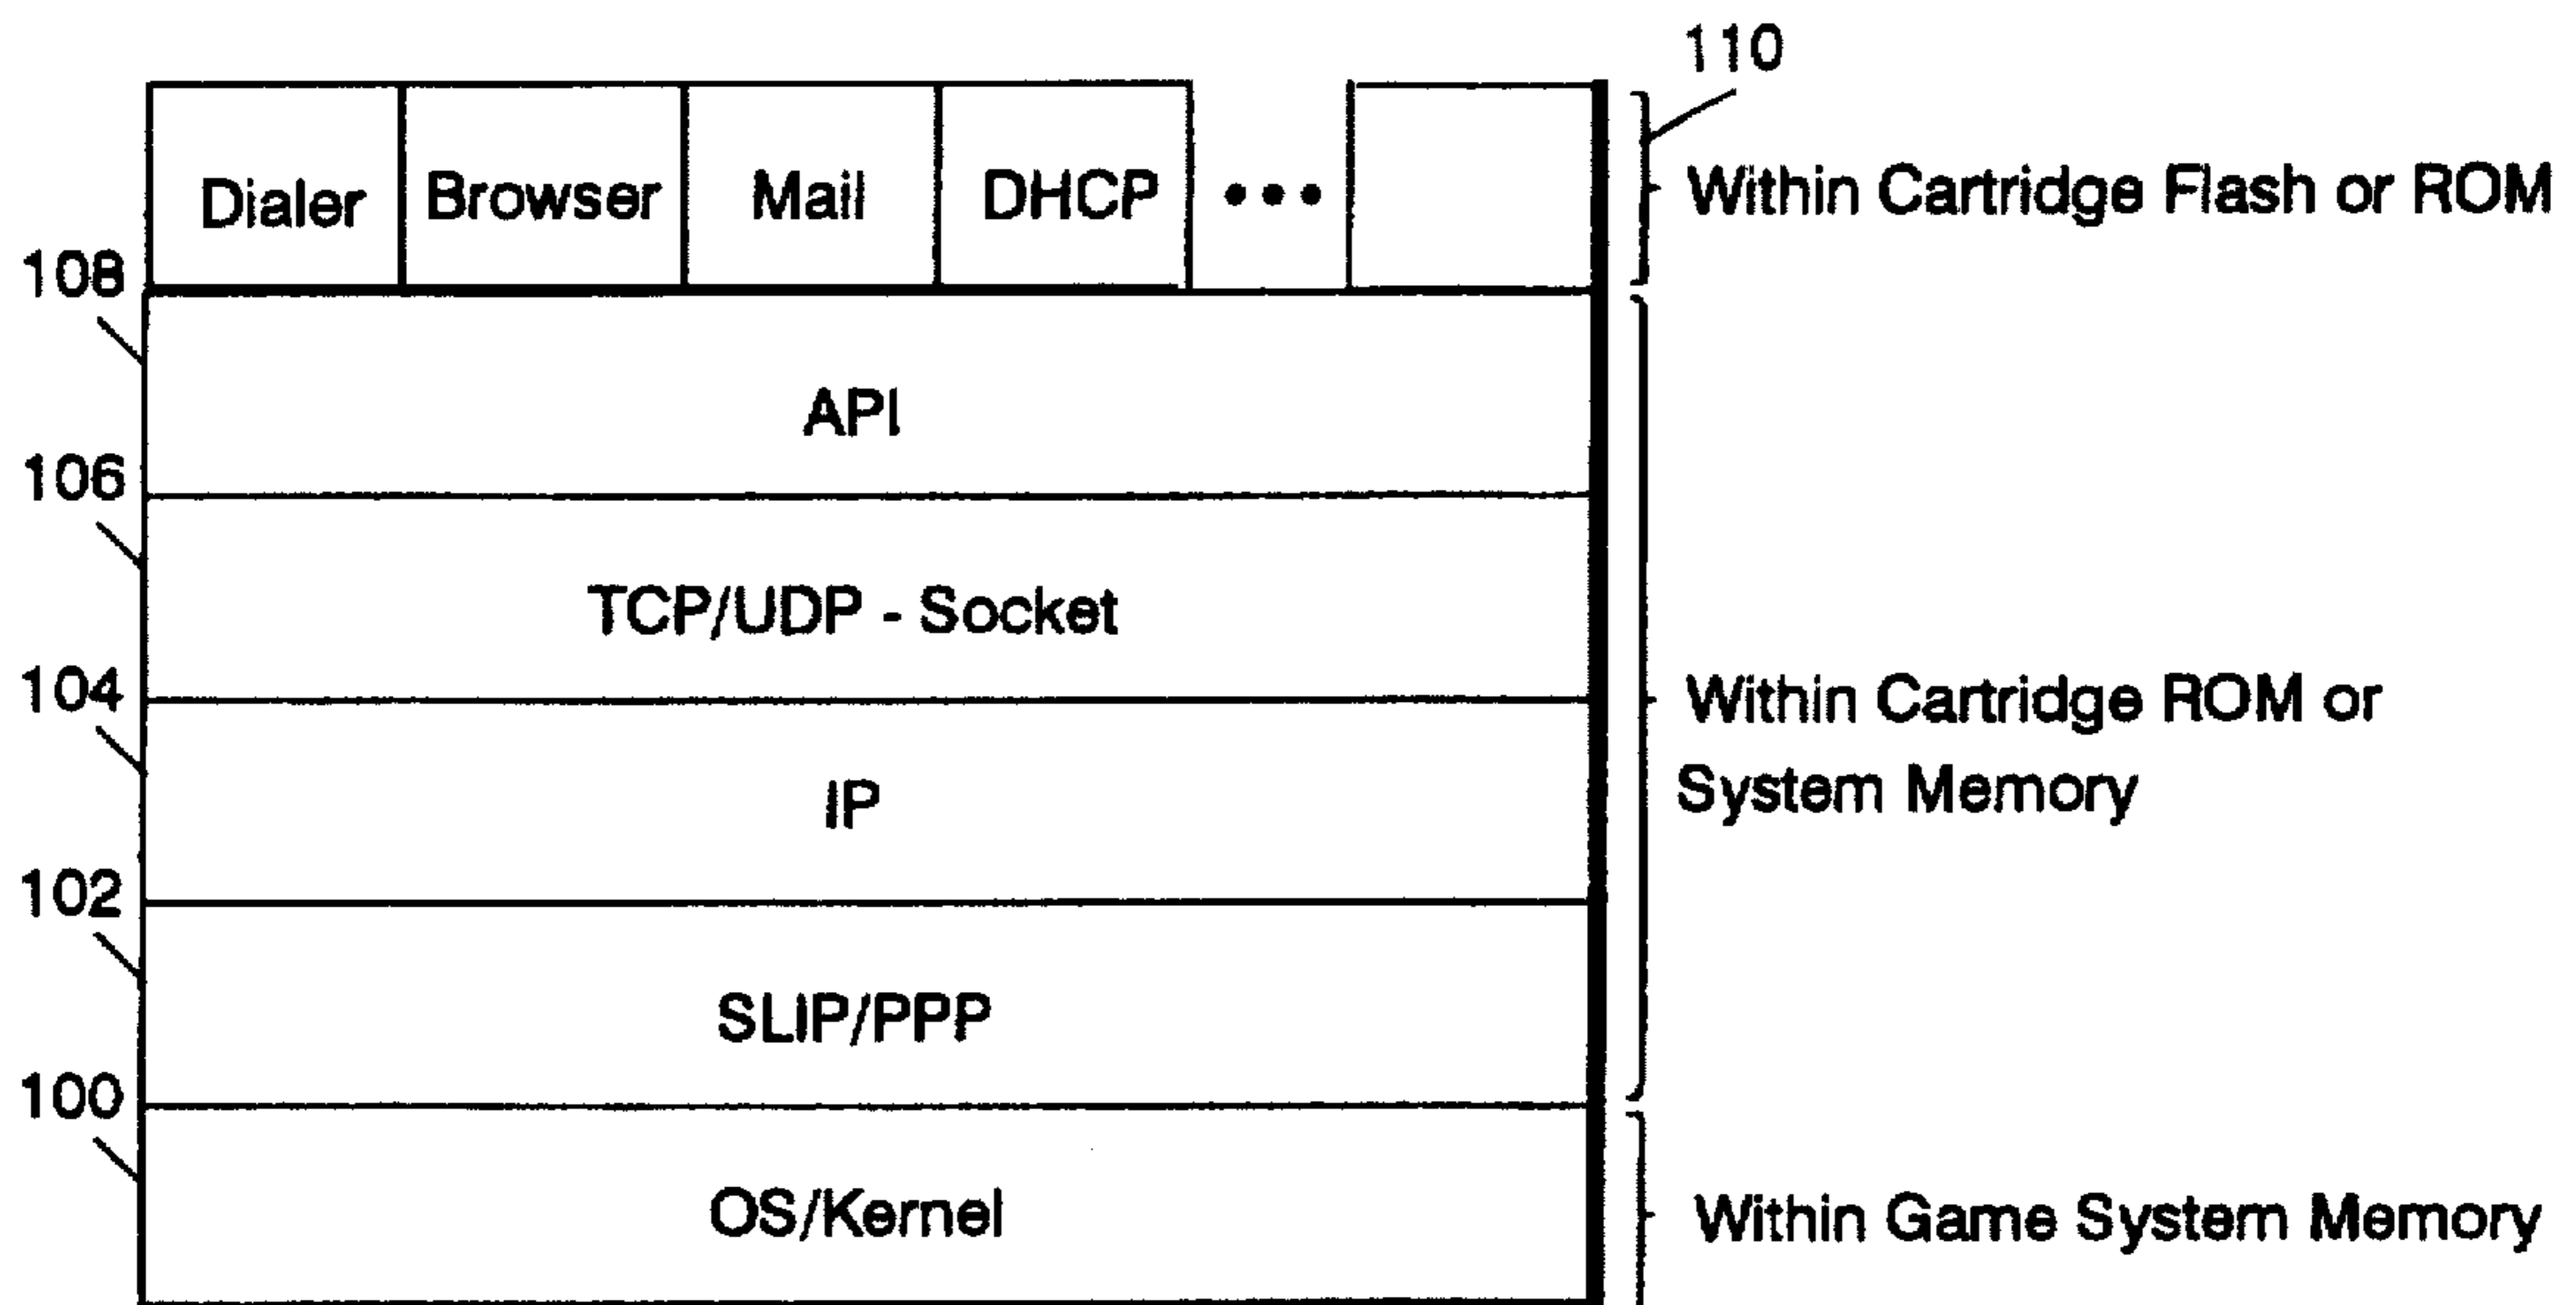 110
Dialer Browser Mail DHCP •••
Within Cartridge Flash or ROM
108
API
106
TCP/UDP - Socket
104
Within Cartridge ROM or
System Memory
IP
102
SLIP/PPP
100
OS/Kernel
Within Game System Memory